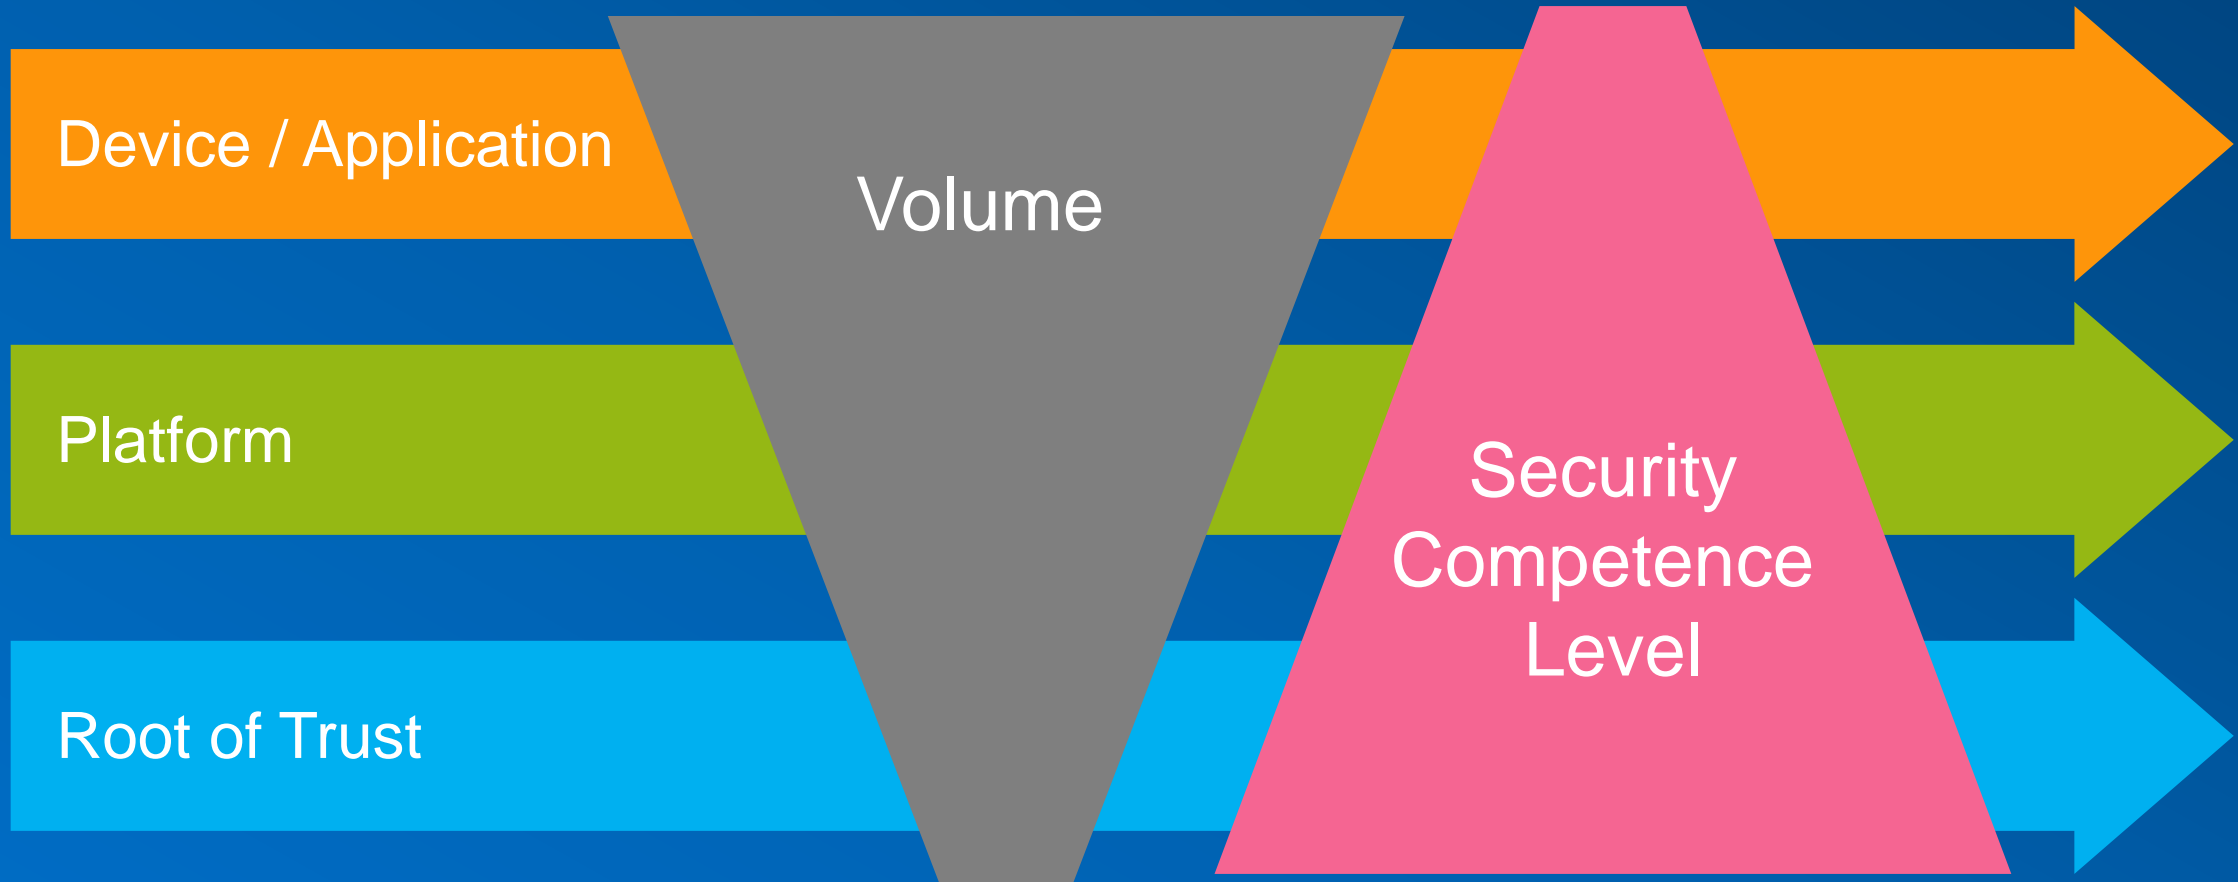 Device / Application
Volume
Platform
Security
Competence
Level
Root of Trust